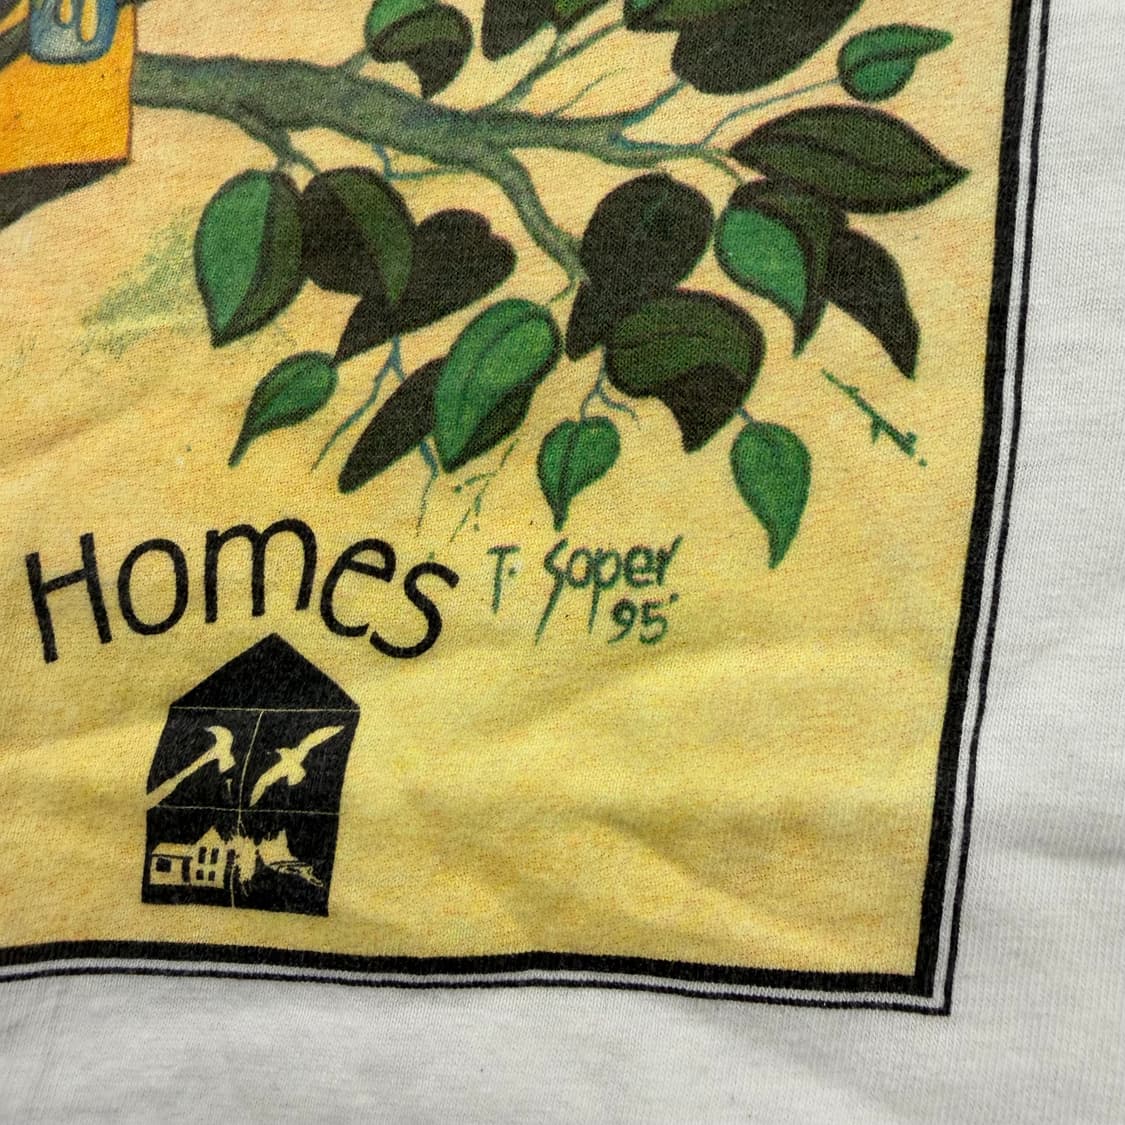 Homes
T. Soper
95'